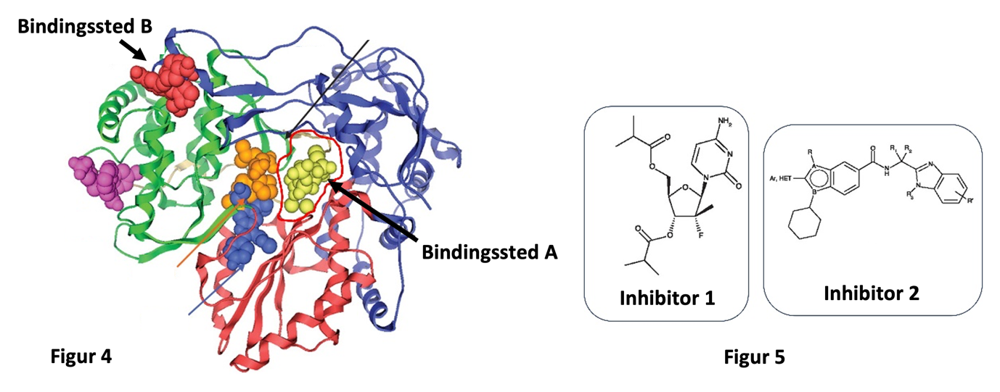 Bindingssted B
Bindingssted A
Figur 4
NH2
N
N
O
O
O
O
O
O
F
Inhibitor 1
R
A
B
Ar, HET
O
N
H
R1 R2
N
N
R3
R'
Inhibitor 2
Figur 5